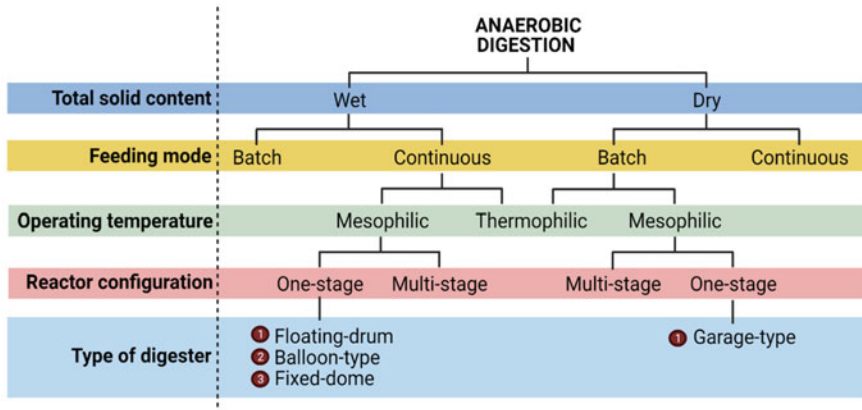 ANAEROBIC
DIGESTION
Total solid content Wet Dry
Feeding mode Batch Continuous Batch Continuous
Operating temperature Mesophilic Thermophilic Mesophilic
Reactor configuration One-stage Multi-stage Multi-stage One-stage
Type of digester
1 Floating-drum
2 Balloon-type
3 Fixed-dome
1 Garage-type